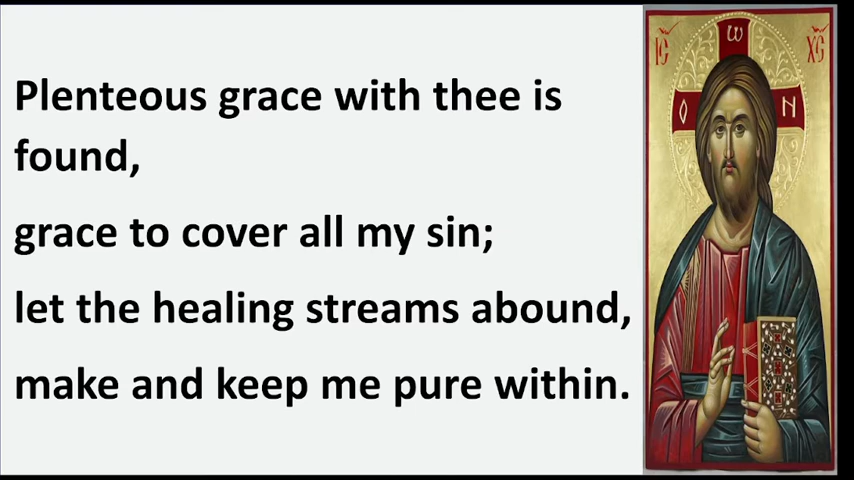 Plenteous grace with thee is
found,
grace to cover all my sin;
let the healing streams abound,
make and keep me pure within.
IC
ω
XC
O
N